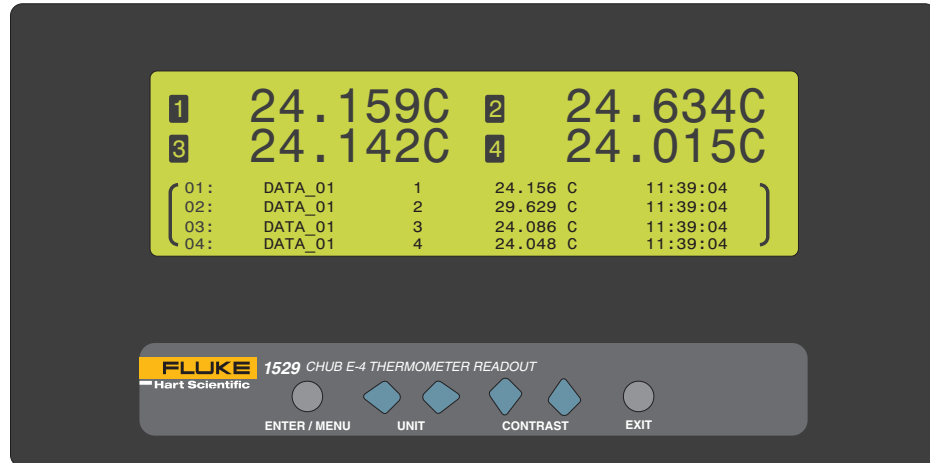 1 24.159C 2 24.634C
3 24.142C 4 24.015C
01: DATA_01 1 24.156 C 11:39:04
02: DATA_01 2 29.629 C 11:39:04
03: DATA_01 3 24.086 C 11:39:04
04: DATA_01 4 24.048 C 11:39:04
FLUKE 1529 CHUB E-4 THERMOMETER READOUT
Hart Scientific
ENTER / MENU UNIT CONTRAST EXIT